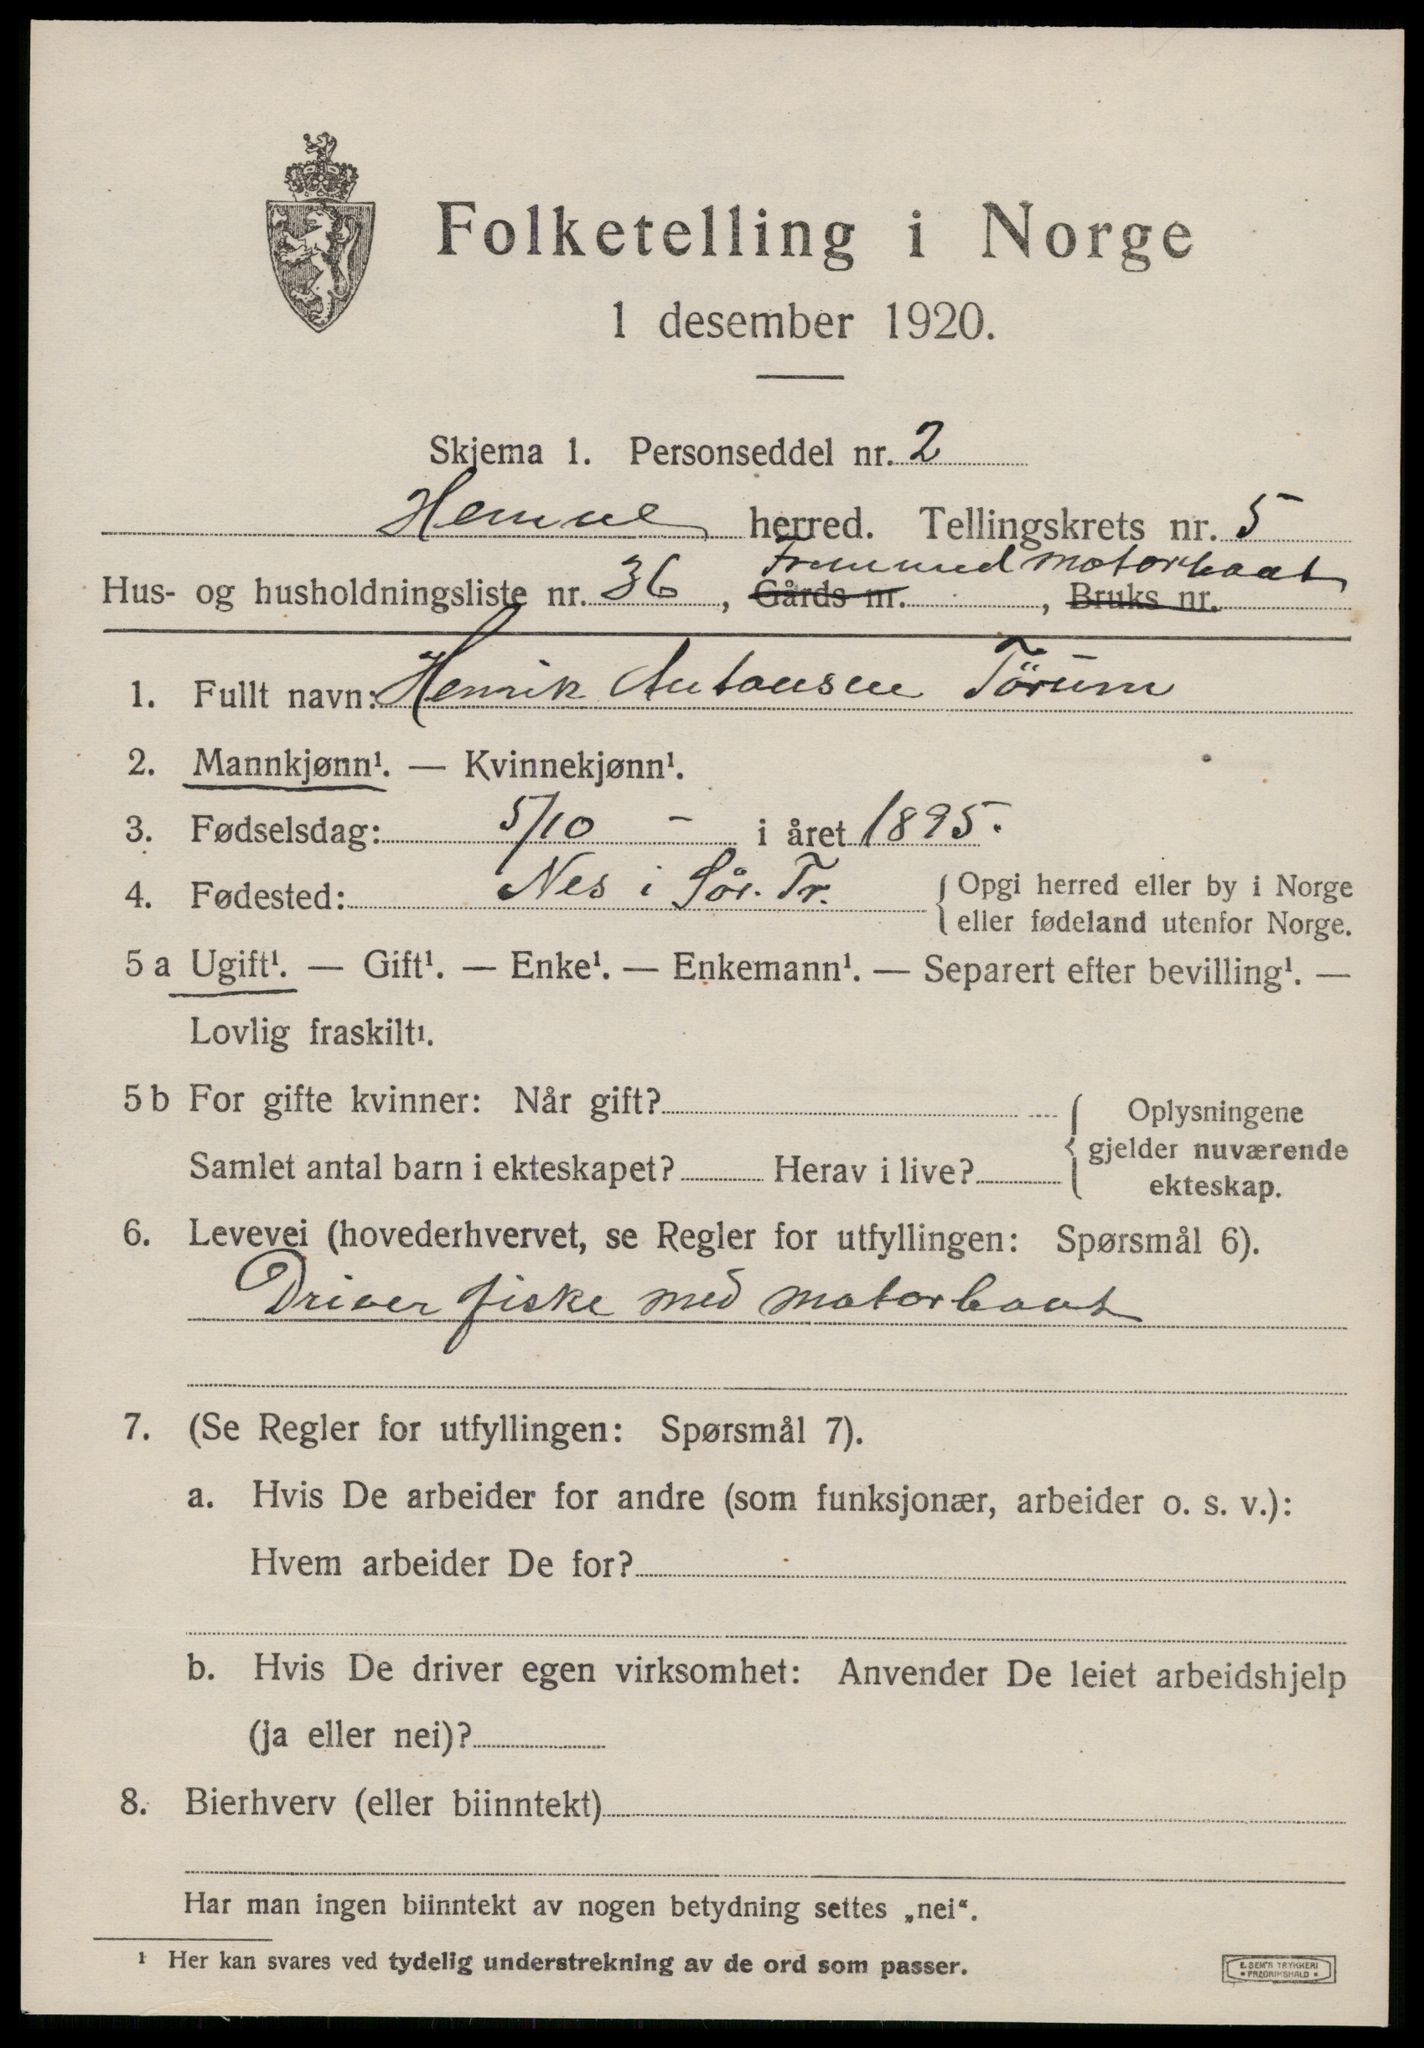 Folketelling i Norge
1 desember 1920.
Skjema 1. Personseddel nr. 2
Hemne herred. Tellingskrets nr. 5
Fremmed motorbaat
Hus- og husholdningsliste nr. 36, Gårds nr. , Bruks nr.
1. Fullt navn: Henrik Antonsen Törum
2. Mannkjønn¹. — Kvinnekjønn¹.
3. Fødselsdag: 5/10 – i året 1895.
4. Fødested: Nes i Sör. Tr. { Opgi herred eller by i Norge
eller fødeland utenfor Norge.
5 a Ugift¹. — Gift¹. — Enke¹. — Enkemann¹. — Separert efter bevilling¹. —
Lovlig fraskilt¹.
5 b For gifte kvinner: Når gift? { Oplysningene
gjelder nuværende
Samlet antal barn i ekteskapet? Herav i live?
ekteskap.
6. Levevei (hovederhvervet, se Regler for utfyllingen: Spørsmål 6).
Driver fiske med motorbaat
7. (Se Regler for utfyllingen: Spørsmål 7).
a. Hvis De arbeider for andre (som funksjonær, arbeider o. s. v.):
Hvem arbeider De for?
b. Hvis De driver egen virksomhet: Anvender De leiet arbeidshjelp
(ja eller nei)?
8. Bierhverv (eller biinntekt)
Har man ingen biinntekt av nogen betydning settes „nei“.
¹ Her kan svares ved tydelig understrekning av de ord som passer.
E. SEM'S TRYKKERI
• FREDRIKSHALD •